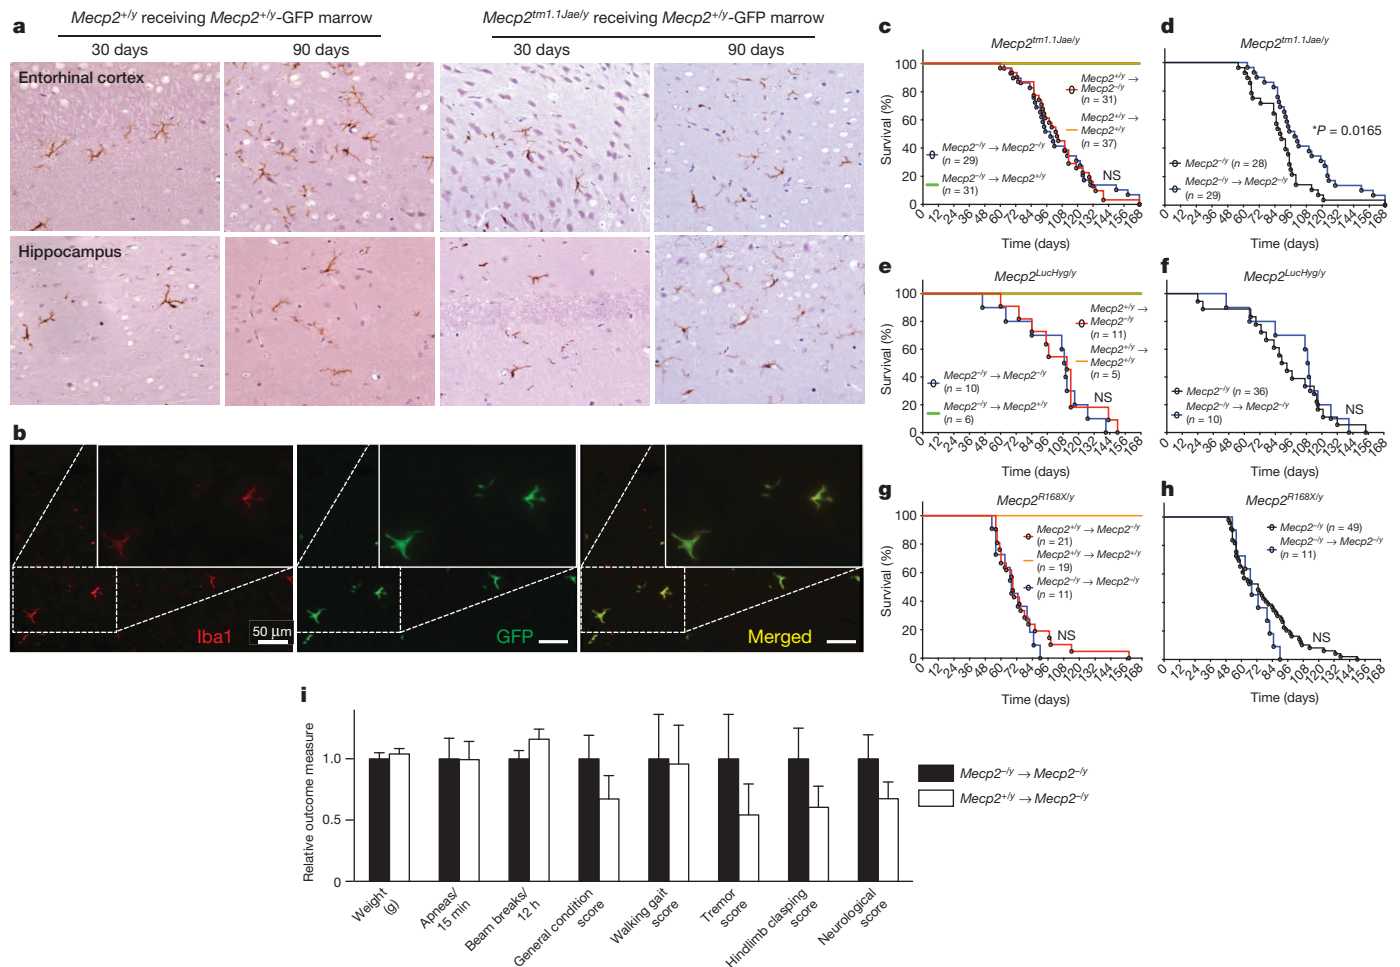 a
Mecp2+/y receiving Mecp2+/y-GFP marrow
Mecp2tm1.1Jae/y receiving Mecp2+/y-GFP marrow
30 days
90 days
30 days
90 days
Entorhinal cortex
Hippocampus
b
Iba1
50 μm
GFP
Merged
c
Mecp2tm1.1Jae/y
Survival (%)
100
80
60
40
20
0
Mecp2+/y →
Mecp2–/y
(n = 31)
Mecp2+/y →
Mecp2+/y
(n = 37)
Mecp2–/y → Mecp2–/y
(n = 29)
Mecp2–/y → Mecp2+/y
(n = 31)
NS
0 12 24 36 48 60 72 84 96 108 120 132 144 156 168
Time (days)
d
Mecp2tm1.1Jae/y
*P = 0.0165
Mecp2–/y (n = 28)
Mecp2–/y → Mecp2–/y
(n = 29)
0 12 24 36 48 60 72 84 96 108 120 132 144 156 168
Time (days)
e
Mecp2LucHyg/y
Survival (%)
100
80
60
40
20
0
Mecp2+/y →
Mecp2–/y
(n = 11)
Mecp2+/y →
Mecp2+/y
(n = 5)
Mecp2–/y → Mecp2–/y
(n = 10)
Mecp2–/y → Mecp2+/y
(n = 6)
NS
0 12 24 36 48 60 72 84 96 108 120 132 144 156 168
Time (days)
f
Mecp2LucHyg/y
Mecp2–/y (n = 36)
Mecp2–/y → Mecp2–/y
(n = 10)
NS
0 12 24 36 48 60 72 84 96 108 120 132 144 156 168
Time (days)
g
Mecp2R168X/y
Survival (%)
100
80
60
40
20
0
Mecp2+/y → Mecp2–/y
(n = 21)
Mecp2+/y → Mecp2+/y
(n = 19)
Mecp2–/y → Mecp2–/y
(n = 11)
NS
0 12 24 36 48 60 72 84 96 108 120 132 144 156 168
Time (days)
h
Mecp2R168X/y
Mecp2–/y (n = 49)
Mecp2–/y → Mecp2–/y
(n = 11)
NS
0 12 24 36 48 60 72 84 96 108 120 132 144 156 168
Time (days)
i
Relative outcome measure
1.0
0.5
0
Weight
(g)
Apneas/
15 min
Beam breaks/
12 h
General condition
score
Walking gait
score
Tremor
score
Hindlimb clasping
score
Neurological
score
Mecp2–/y → Mecp2–/y
Mecp2+/y → Mecp2–/y